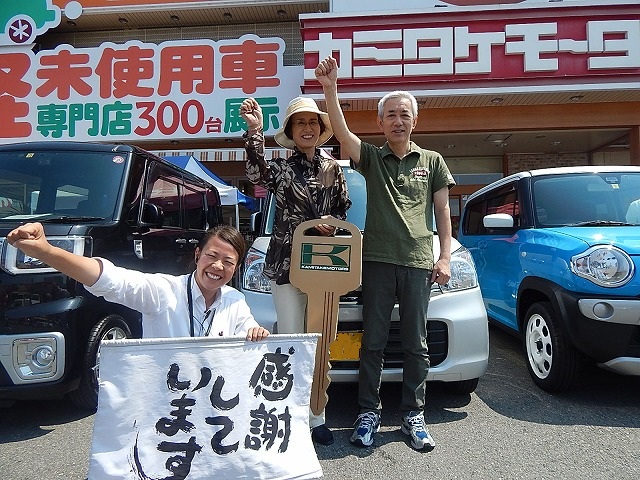 カミタケモータ
未使用車
専門店300台展示
K
KAMITAKEMOTORS
感謝
して
います